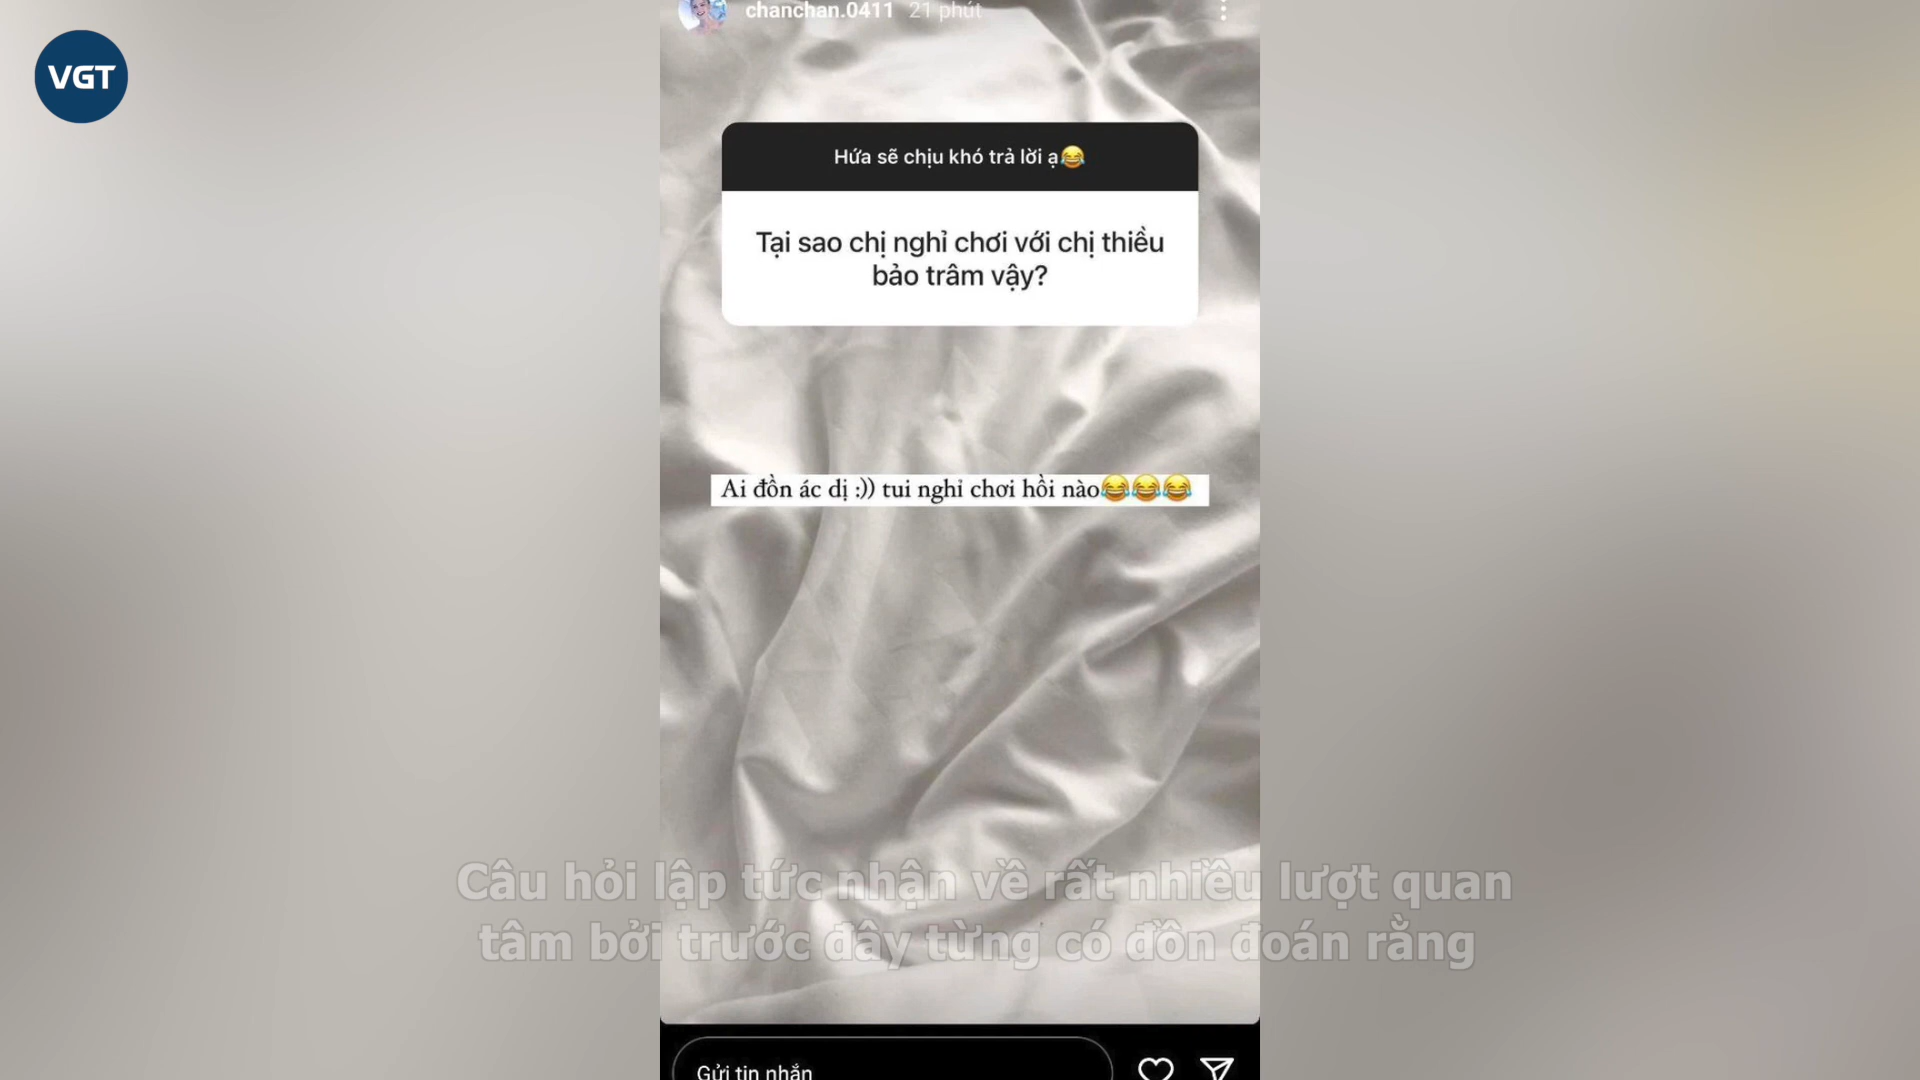 VGT
chanchan.0411 21 phút
Hứa sẽ chịu khó trả lời ạ😂
Tại sao chị nghỉ chơi với chị thiều
bảo trâm vậy?
Ai đồn ác dị :)) tui nghỉ chơi hồi nào😂😂😂
Câu hỏi lập tức nhận về rất nhiều lượt quan
tâm bởi trước đây từng có đồn đoán rằng
Gửi tin nhắn